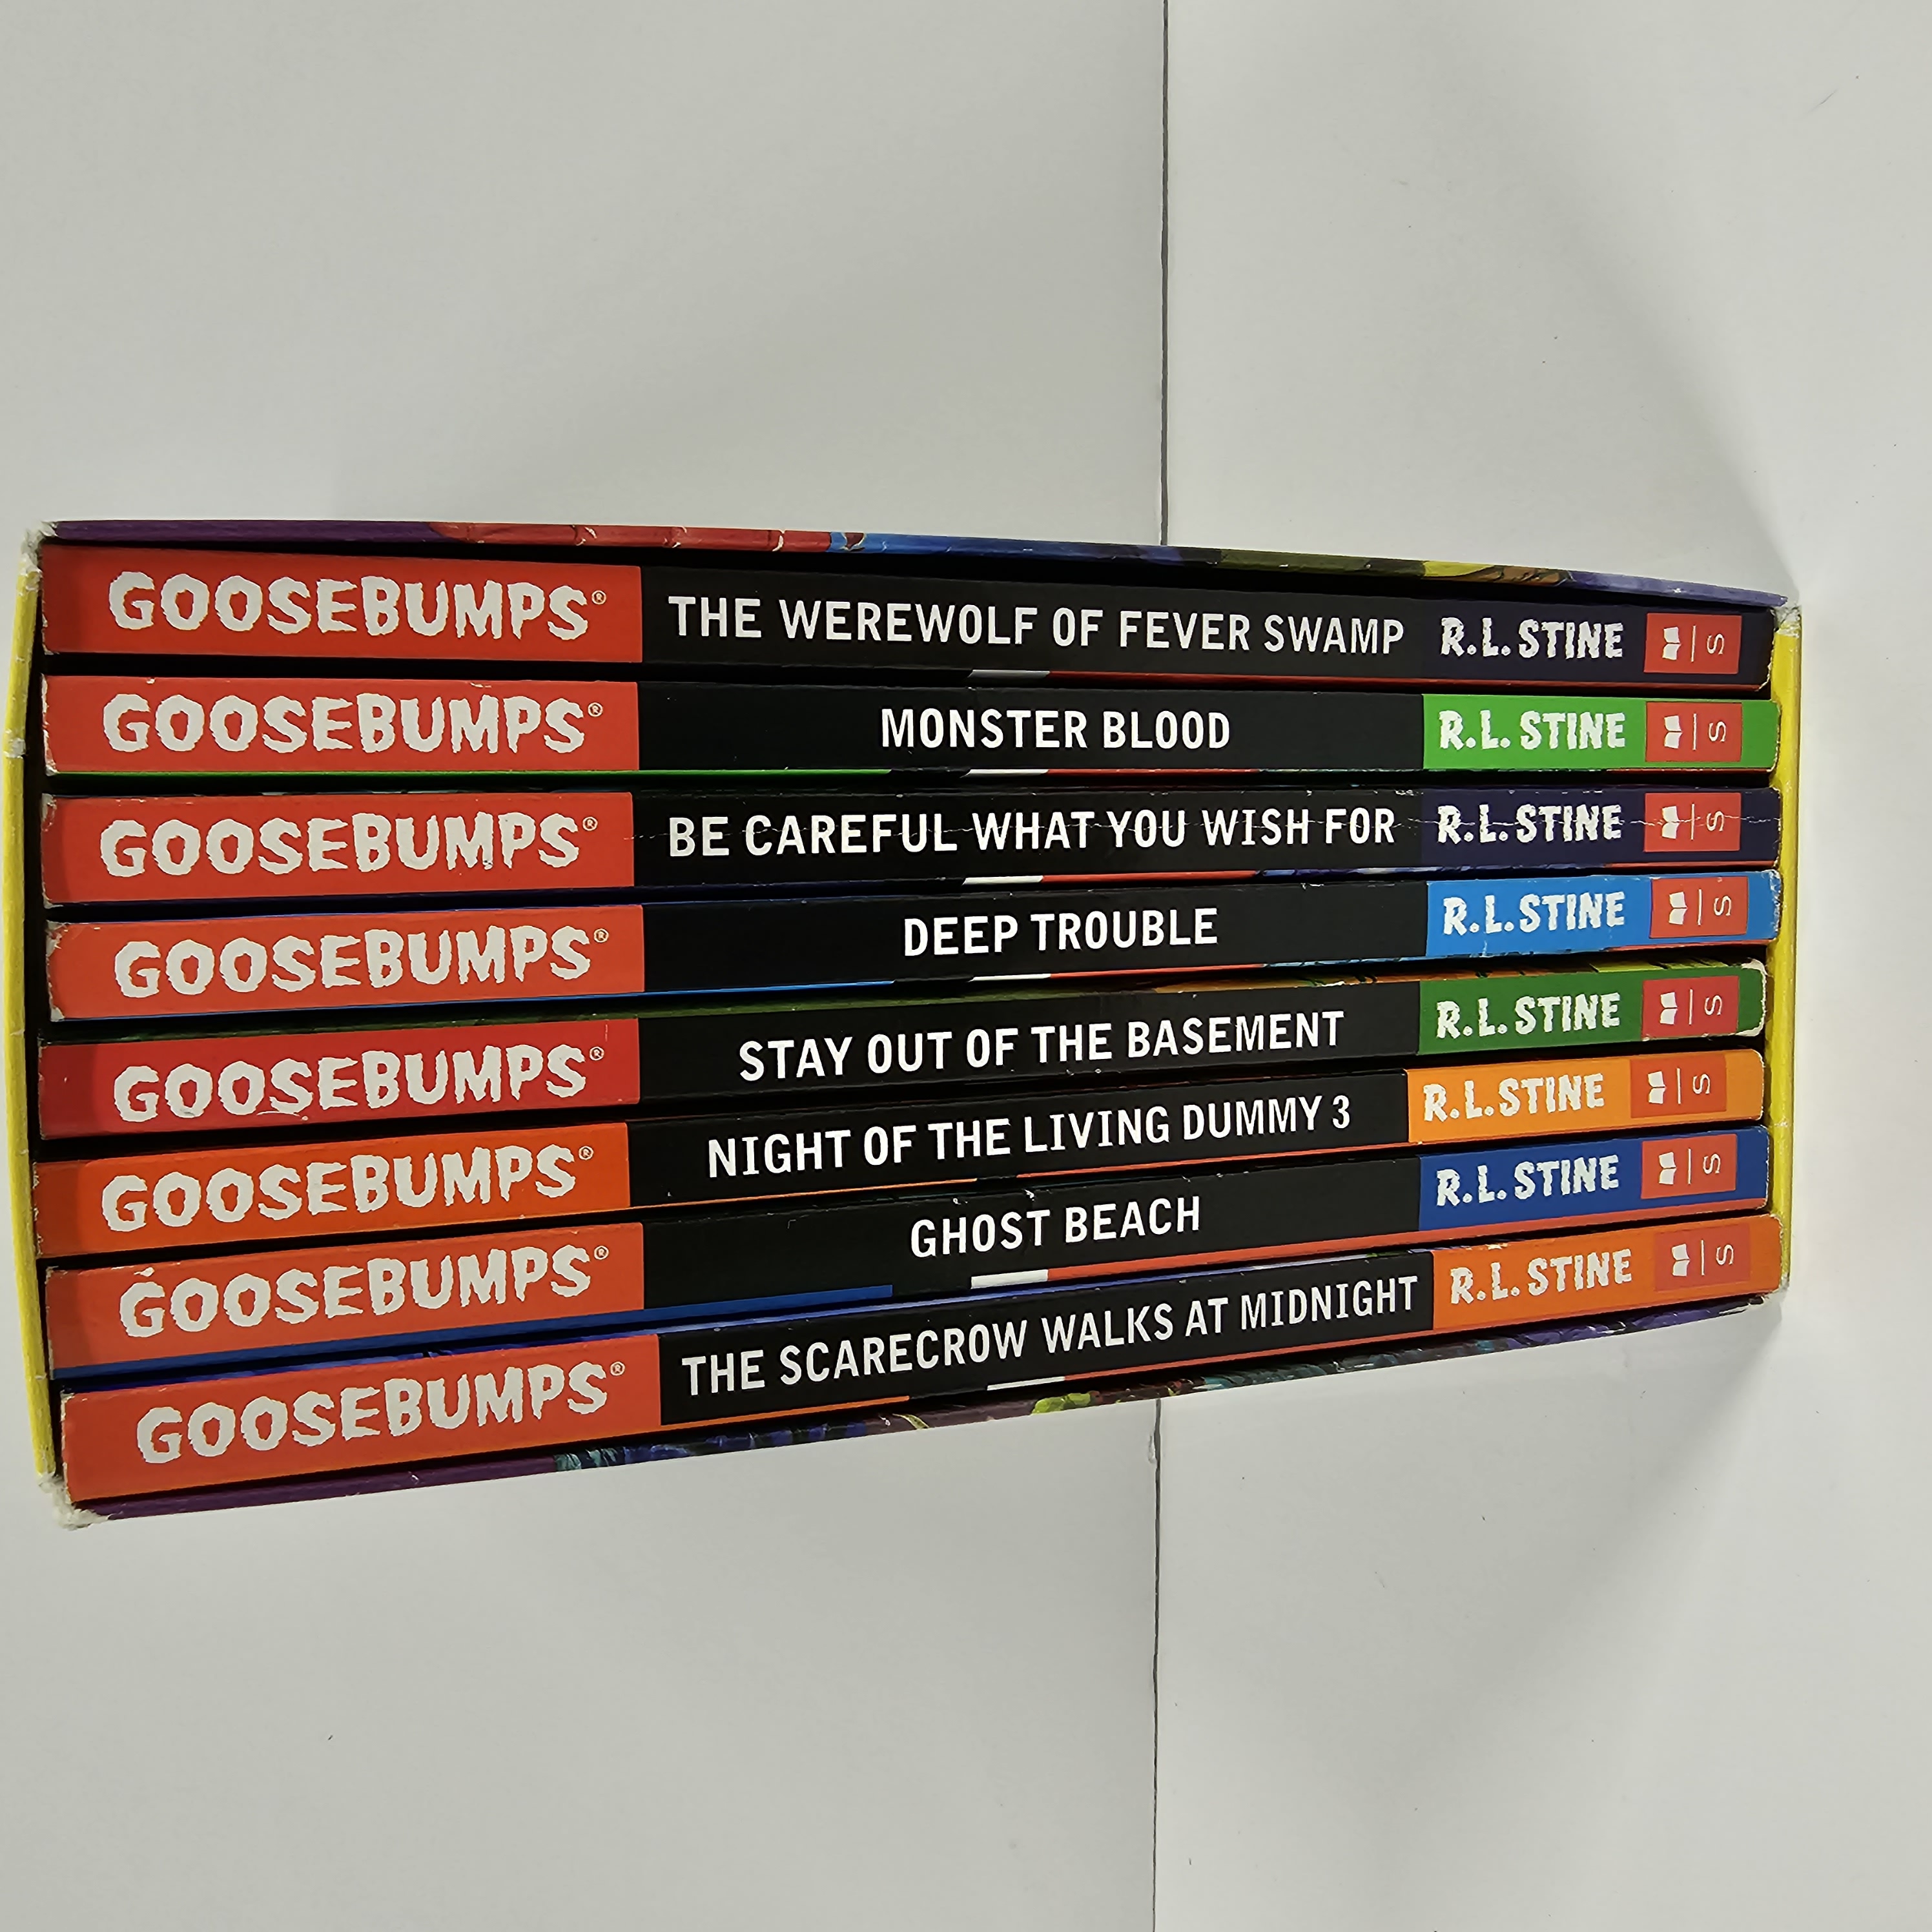 GOOSEBUMPS®
THE SCARECROW WALKS AT MIDNIGHT
R.L. STINE
S
GOOSEBUMPS®
GHOST BEACH
R.L. STINE
S
GOOSEBUMPS®
NIGHT OF THE LIVING DUMMY 3
R.L. STINE
S
GOOSEBUMPS®
STAY OUT OF THE BASEMENT
R.L. STINE
S
GOOSEBUMPS®
DEEP TROUBLE
R.L. STINE
S
GOOSEBUMPS®
BE CAREFUL WHAT YOU WISH FOR
R.L. STINE
S
GOOSEBUMPS®
MONSTER BLOOD
R.L. STINE
S
GOOSEBUMPS®
THE WEREWOLF OF FEVER SWAMP
R.L. STINE
S